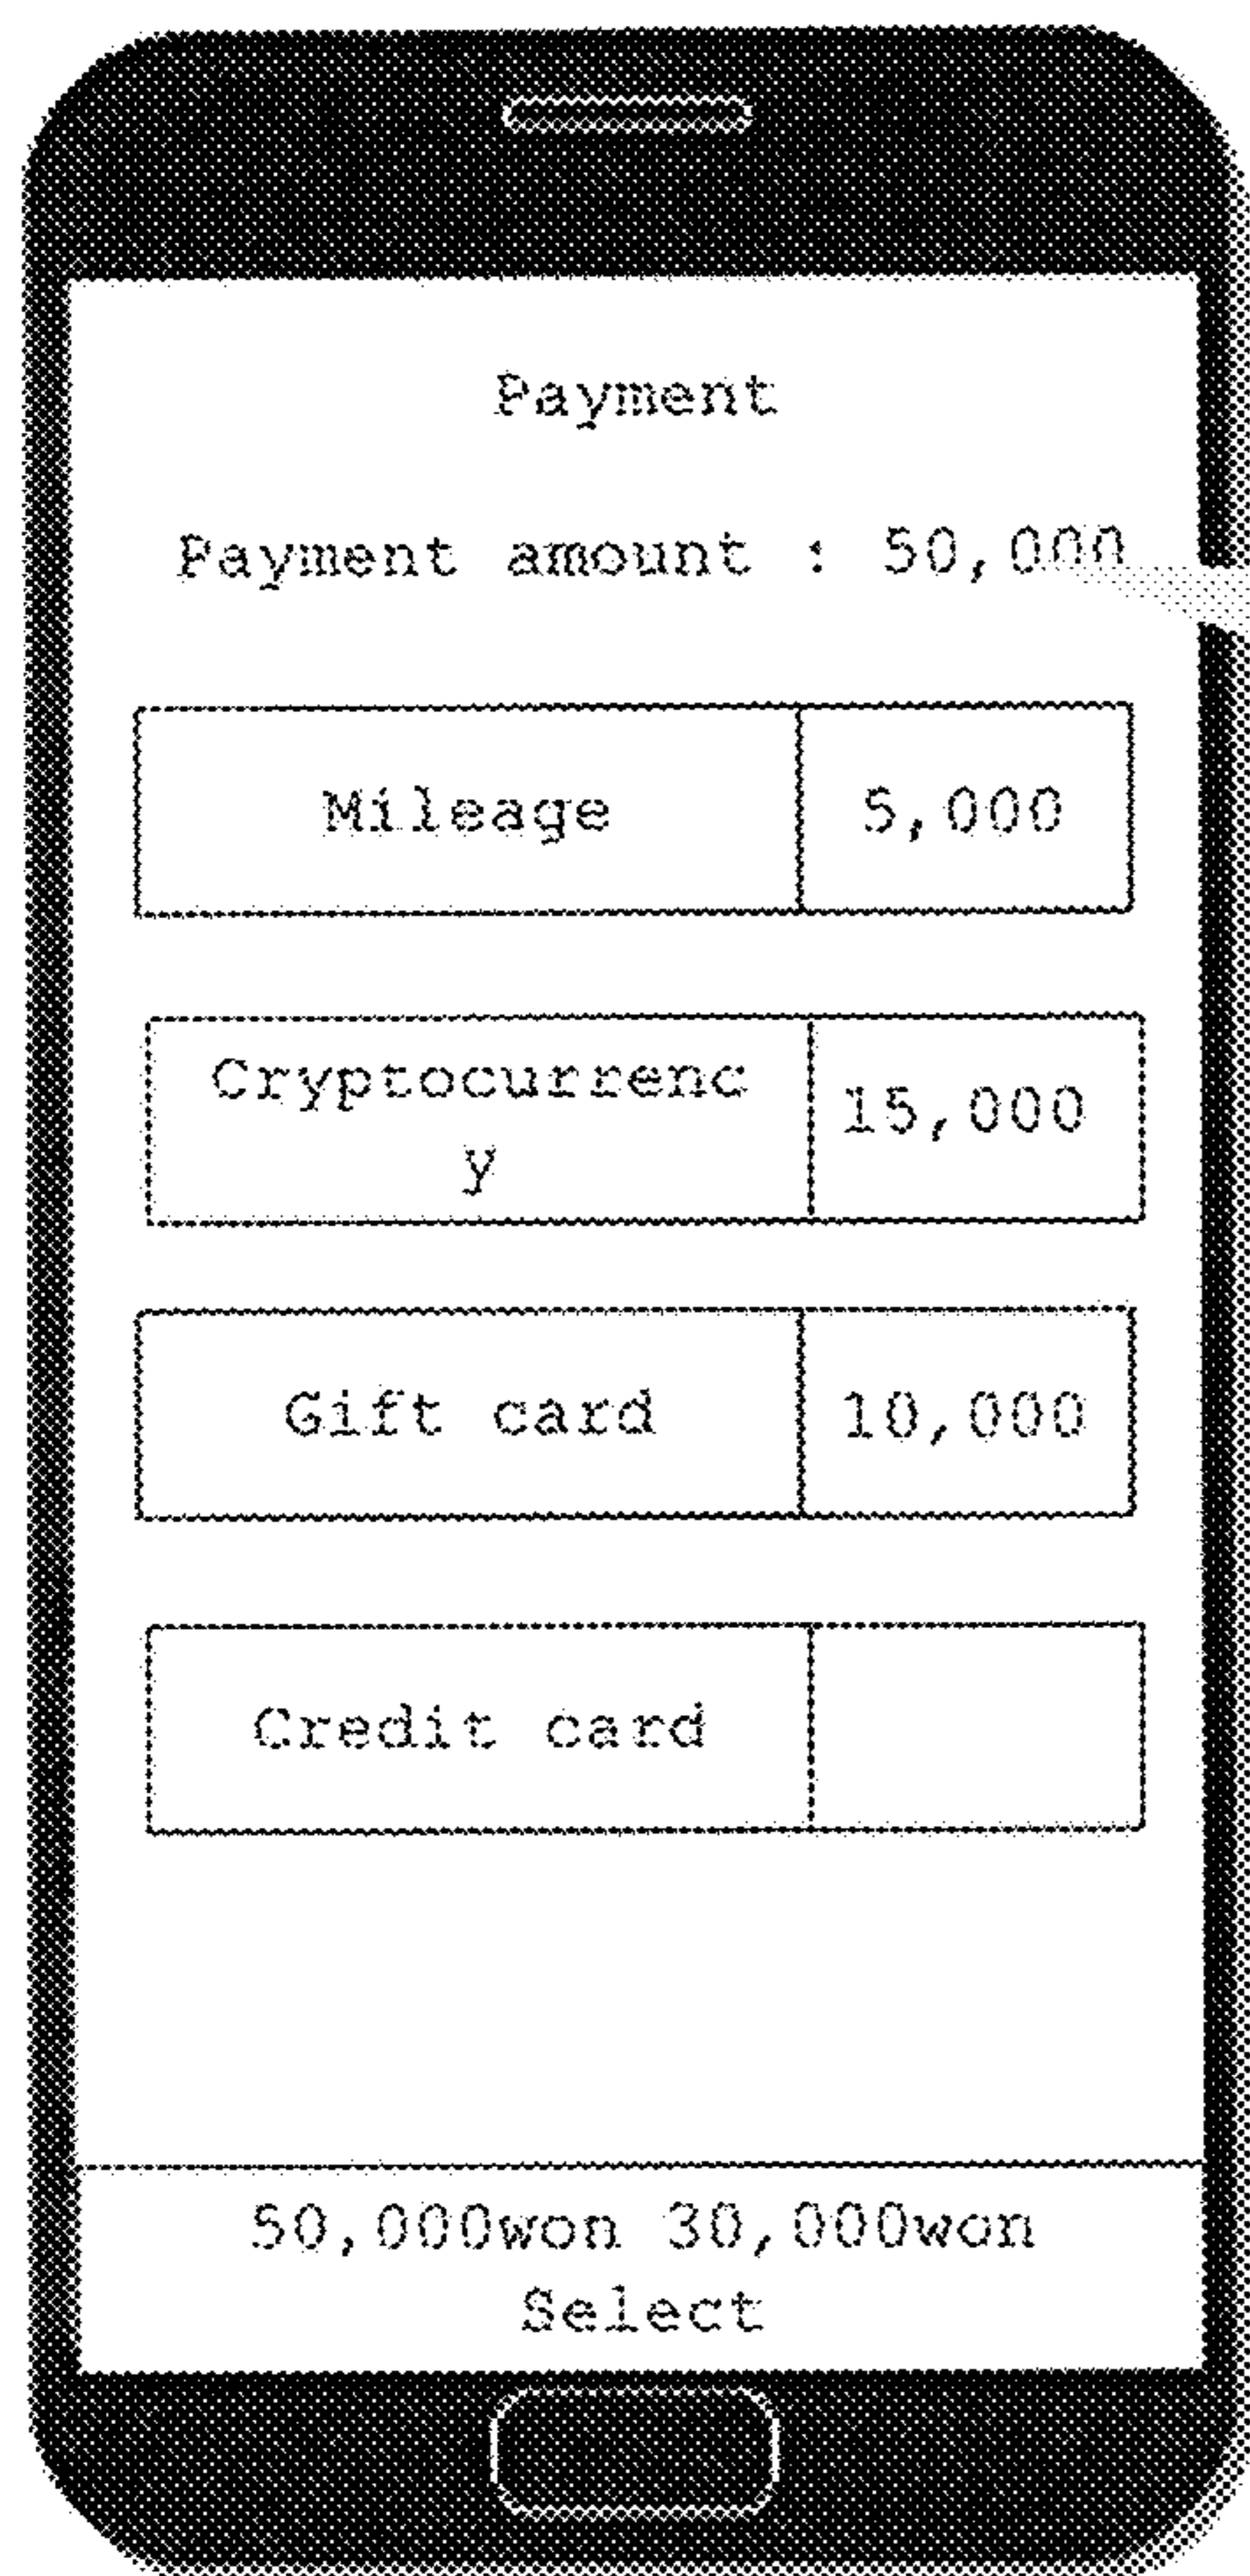 Payment
Payment amount : 50,000
Mileage 5,000
Cryptocurrenc
y
15,000
Gift card 10,000
Credit card
50,000won 30,000won
Select